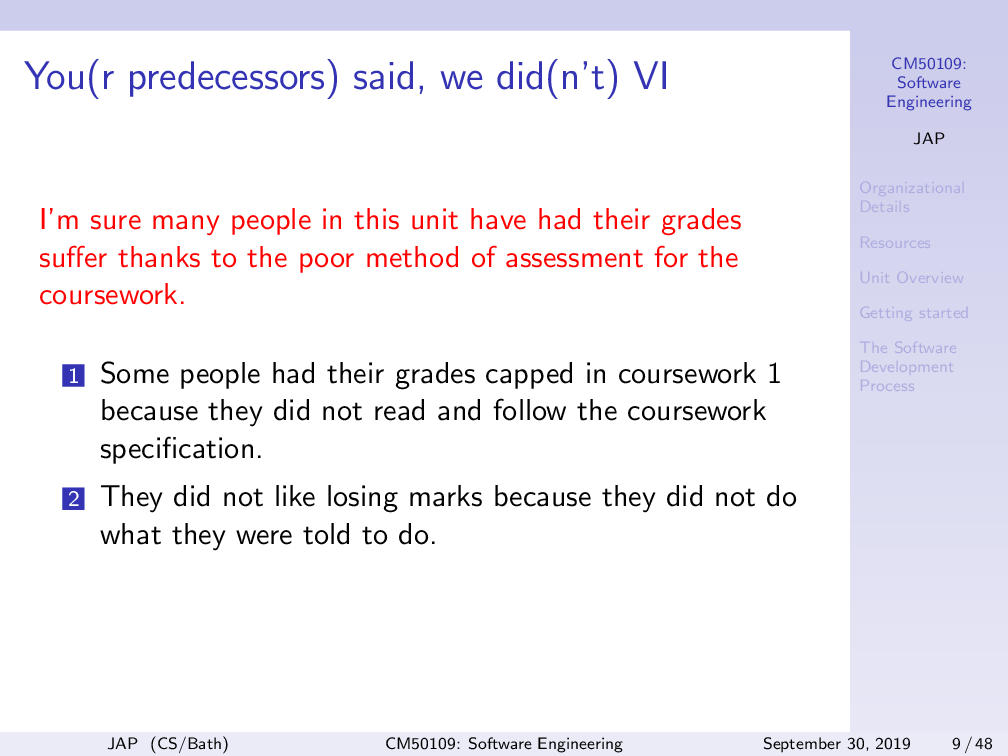 You(r predecessors) said, we did(n't) VI
I'm sure many people in this unit have had their grades
suffer thanks to the poor method of assessment for the
coursework.
1 Some people had their grades capped in coursework 1
because they did not read and follow the coursework
specification.
2 They did not like losing marks because they did not do
what they were told to do.
CM50109:
Software
Engineering
JAP
Organizational
Details
Resources
Unit Overview
Getting started
The Software
Development
Process
JAP (CS/Bath) CM50109: Software Engineering September 30, 2019 9 / 48